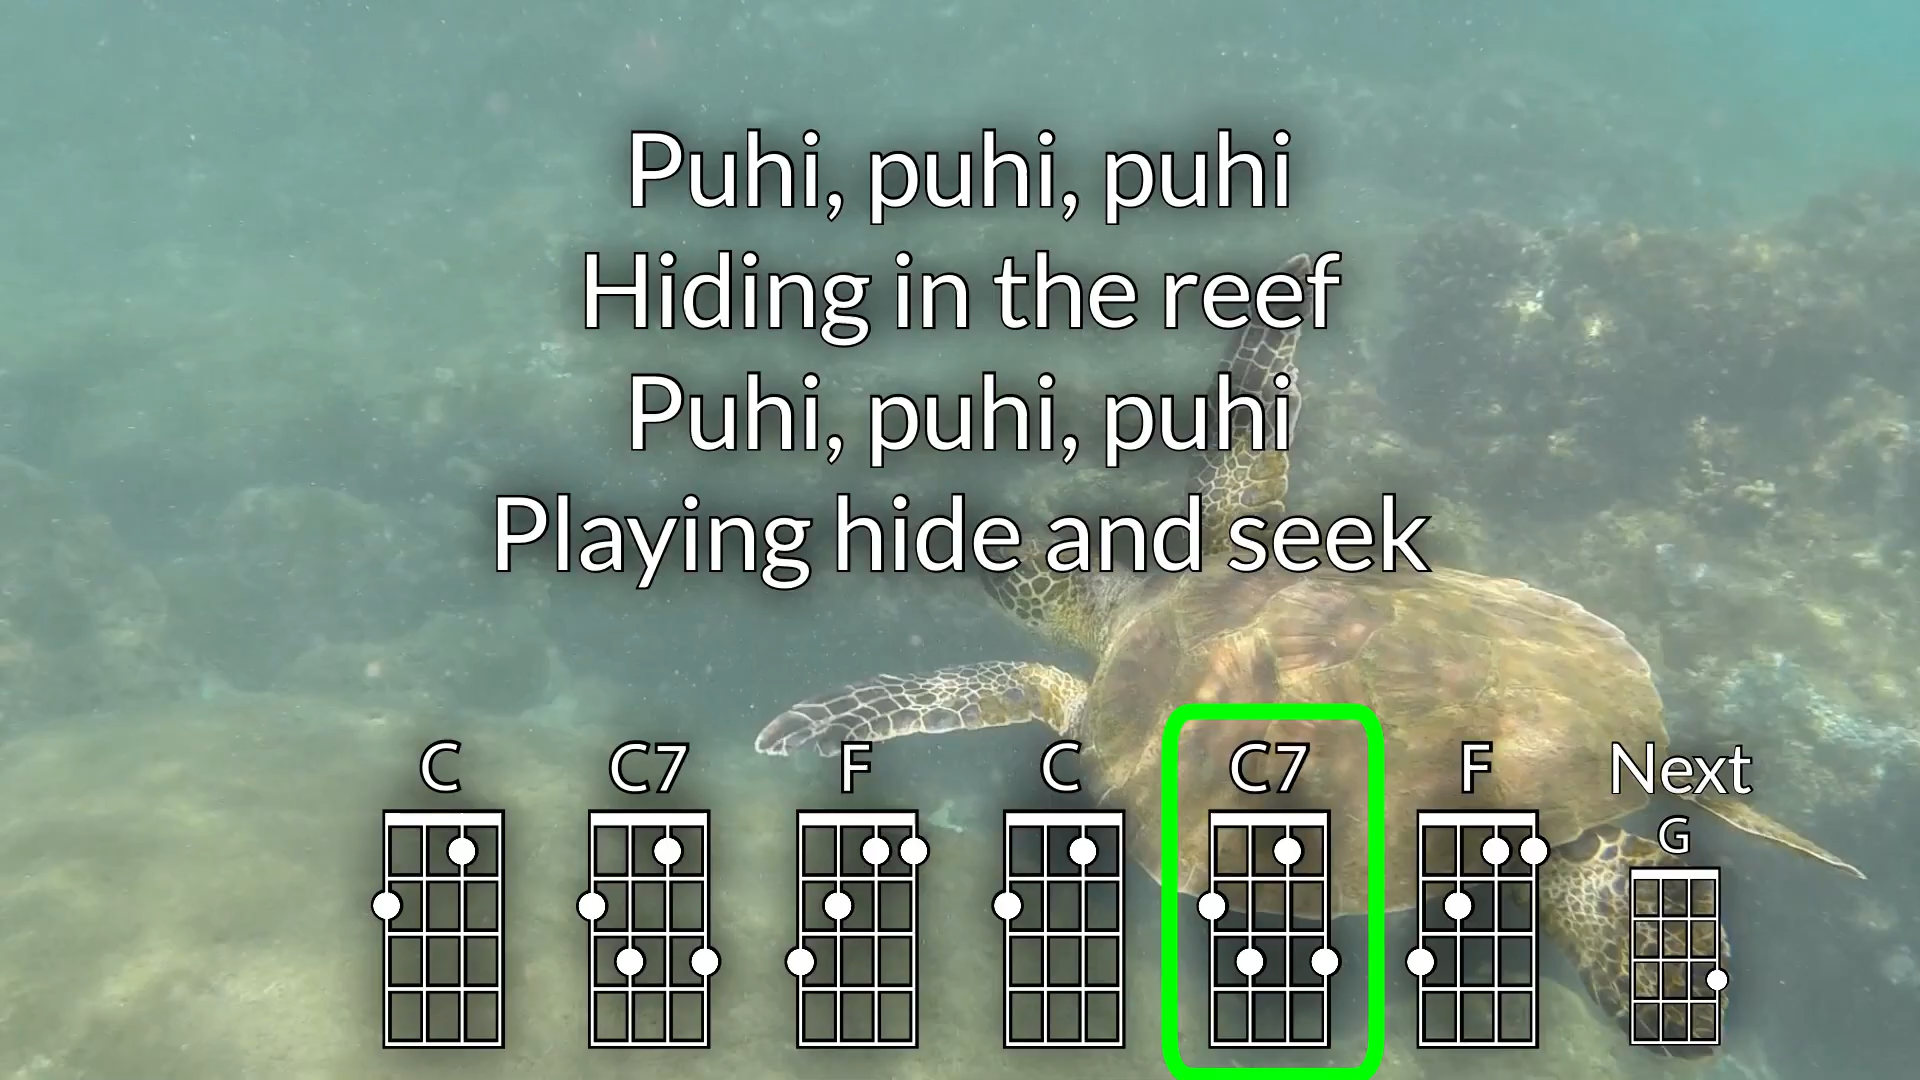 Puhi, puhi, puhi
Hiding in the reef
Puhi, puhi, puhi
Playing hide and seek
C C7 F C C7 F Next
G